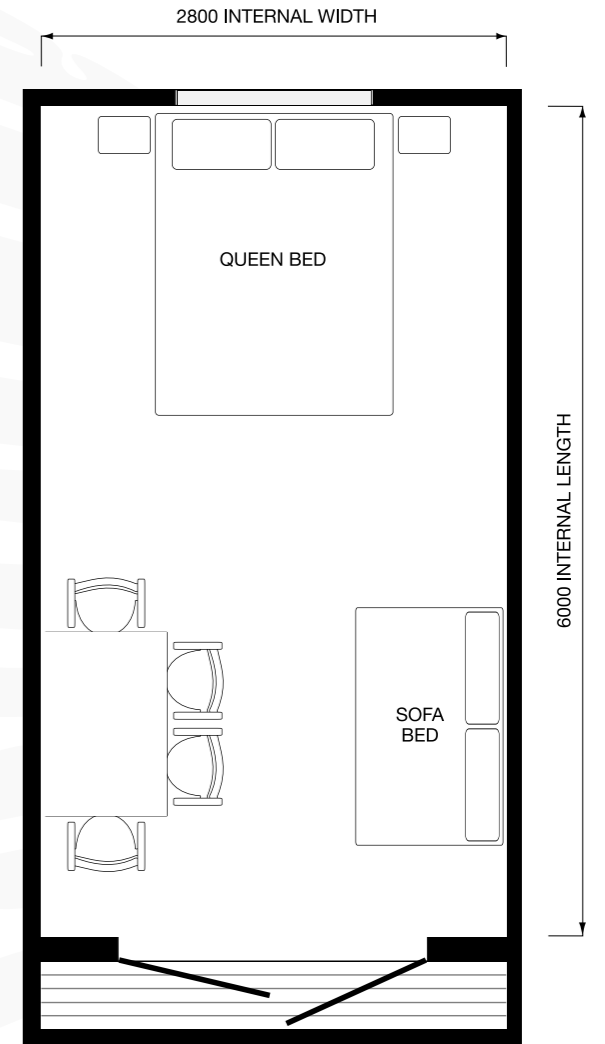 2800 INTERNAL WIDTH
QUEEN BED
6000 INTERNAL LENGTH
SOFA
BED